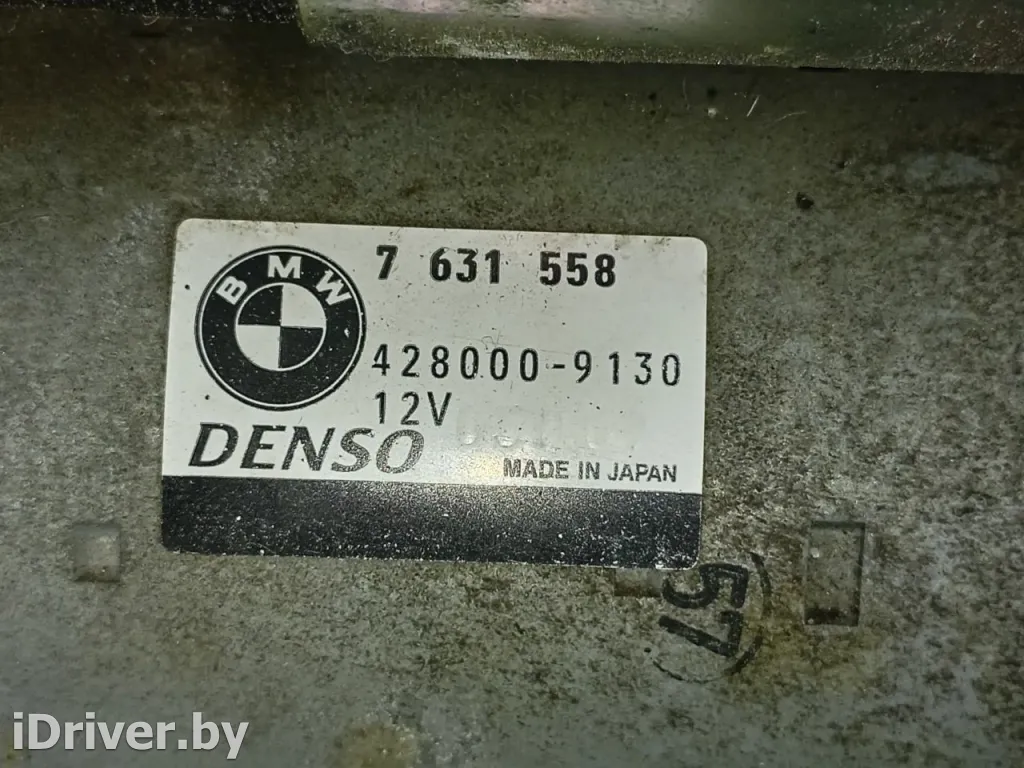 BMW
7 631 558
428000-9130
12V
DENSO
MADE IN JAPAN
57
iDriver.by